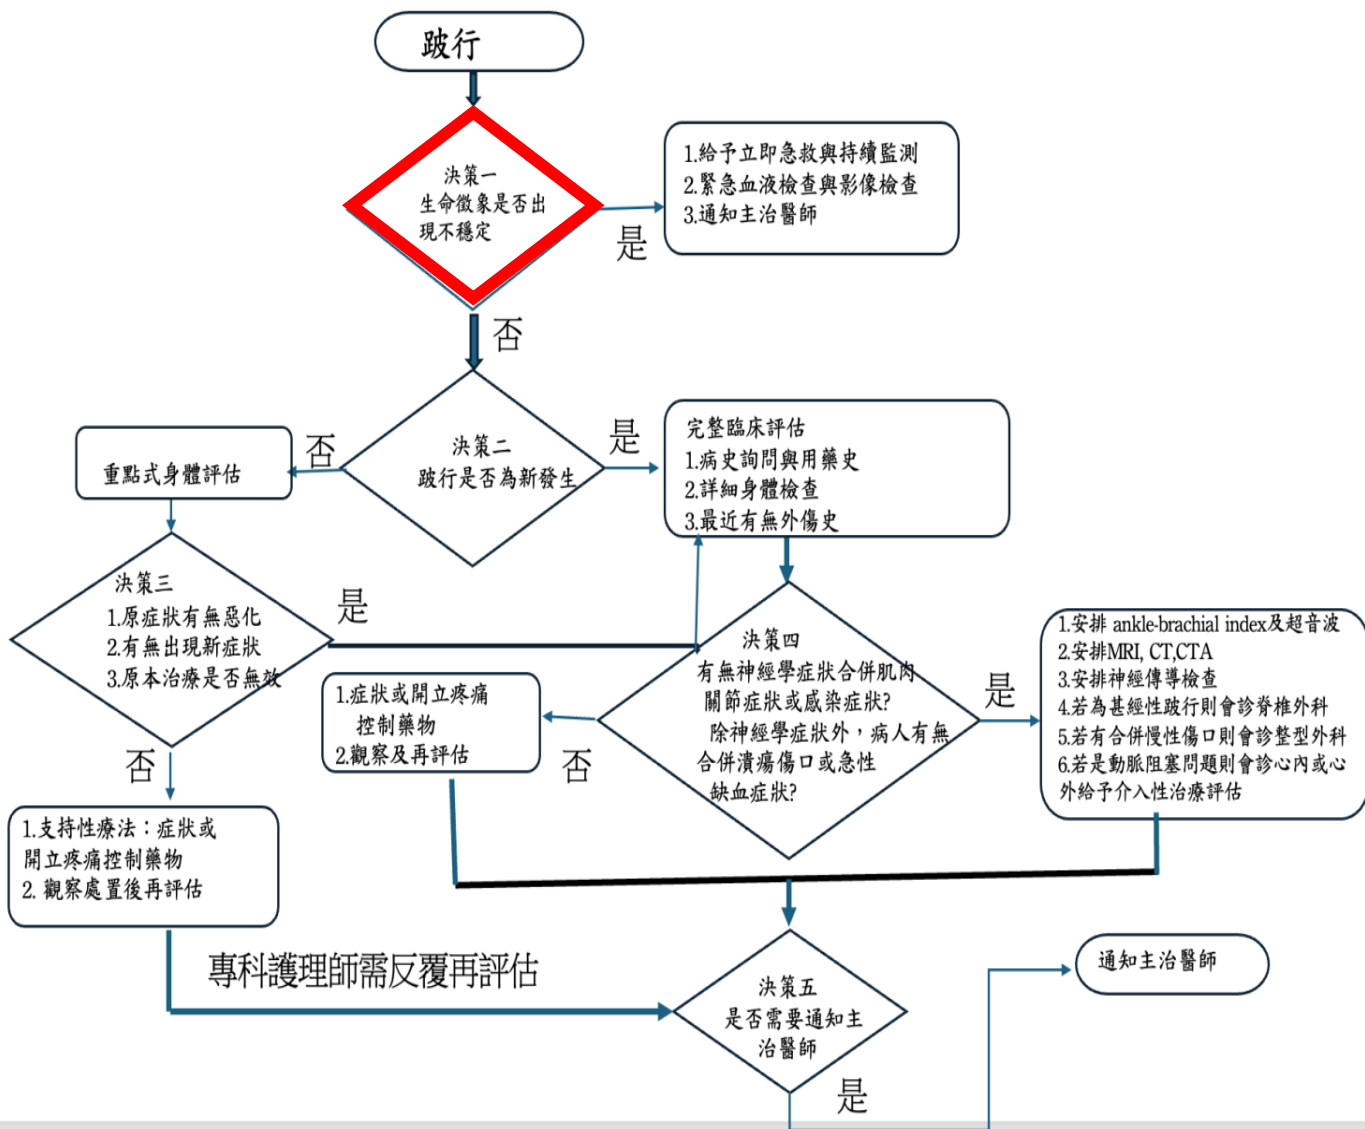 跛行
決策一
生命徵象是否出
現不穩定
是
1.給予立即急救與持續監測
2.緊急血液檢查與影像檢查
3.通知主治醫師
否
決策二
跛行是否為新發生
否
是
重點式身體評估
完整臨床評估
1.病史詢問與用藥史
2.詳細身體檢查
3.最近有無外傷史
決策三
1.原症狀有無惡化
2.有無出現新症狀
3.原本治療是否無效
是
否
1.支持性療法：症狀或
開立疼痛控制藥物
2. 觀察處置後再評估
決策四
有無神經學症狀合併肌肉
關節症狀或感染症狀?
除神經學症狀外，病人有無
合併潰瘍傷口或急性
缺血症狀?
否
是
1.症狀或開立疼痛
控制藥物
2.觀察及再評估
1.安排 ankle-brachial index及超音波
2.安排MRI, CT,CTA
3.安排神經傳導檢查
4.若為甚經性跛行則會診脊椎外科
5.若有合併慢性傷口則會診整型外科
6.若是動脈阻塞問題則會診心內或心
外給予介入性治療評估
專科護理師需反覆再評估
決策五
是否需要通知主
治醫師
是
通知主治醫師